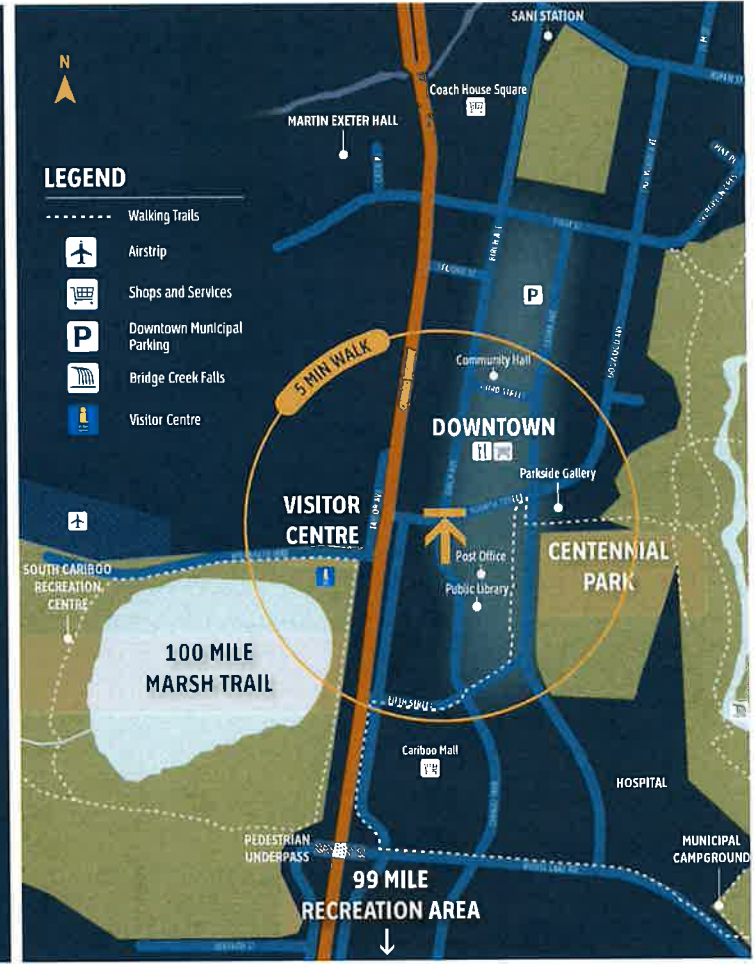 SANI STATION
N
Coach House Square
MARTIN EXETER HALL
LEGEND
Walking Trails
Airstrip
Shops and Services
P
Downtown Municipal
Parking
Bridge Creek Falls
Visitor Centre
BIRCH AVE
P
5 MIN WALK
Community Hall
DOWNTOWN
Parkside Gallery
VISITOR
CENTRE
CENTENNIAL
PARK
Post Office
Public Library
SOUTH CARIBOO
RECREATION
CENTRE
100 MILE
MARSH TRAIL
Cariboo Mall
HOSPITAL
PEDESTRIAN
UNDERPASS
MUNICIPAL
CAMPGROUND
99 MILE
RECREATION AREA